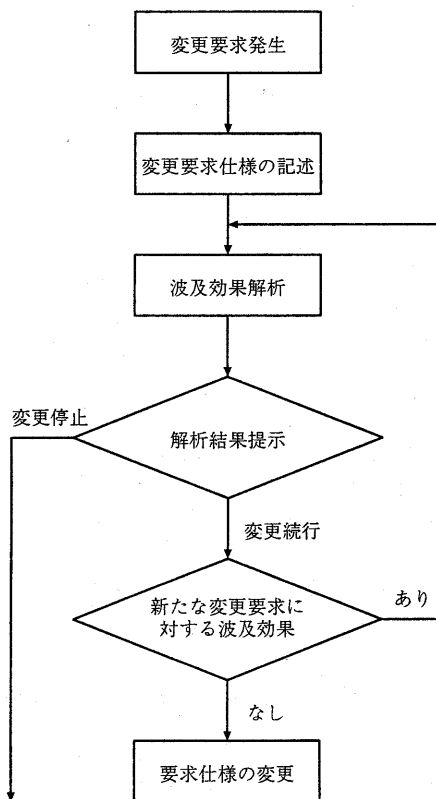 変更要求発生
変更要求仕様の記述
波及効果解析
変更停止
解析結果提示
変更続行
新たな変更要求に
対する波及効果
あり
なし
要求仕様の変更